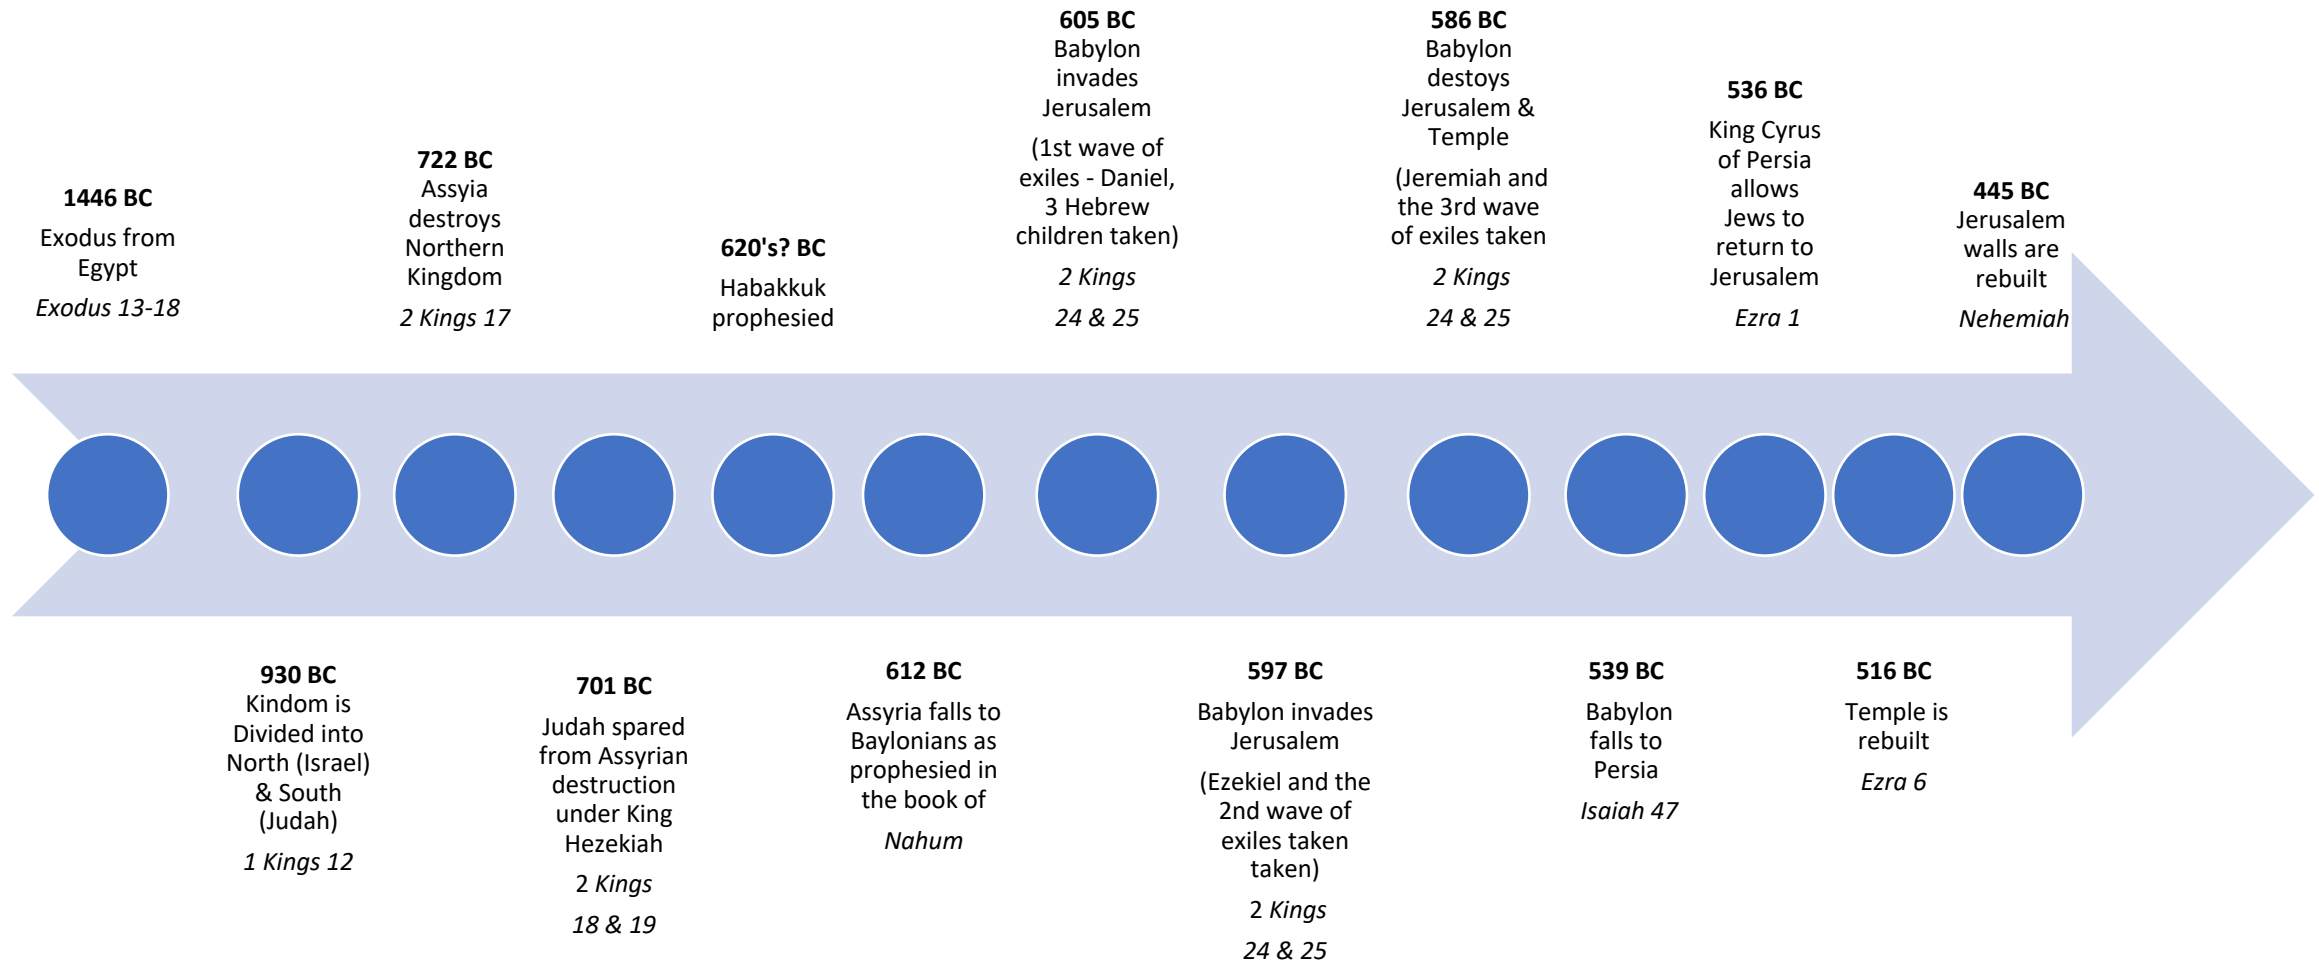 1446 BC
Exodus from
Egypt
Exodus 13-18
930 BC
Kindom is
Divided into
North (Israel)
& South
(Judah)
1 Kings 12
722 BC
Assyia
destroys
Northern
Kingdom
2 Kings 17
701 BC
Judah spared
from Assyrian
destruction
under King
Hezekiah
2 Kings
18 & 19
620's? BC
Habakkuk
prophesied
612 BC
Assyria falls to
Baylonians as
prophesied in
the book of
Nahum
605 BC
Babylon
invades
Jerusalem
(1st wave of
exiles - Daniel,
3 Hebrew
children taken)
2 Kings
24 & 25
597 BC
Babylon invades
Jerusalem
(Ezekiel and the
2nd wave of
exiles taken
taken)
2 Kings
24 & 25
586 BC
Babylon
destoys
Jerusalem &
Temple
(Jeremiah and
the 3rd wave
of exiles taken
2 Kings
24 & 25
539 BC
Babylon
falls to
Persia
Isaiah 47
536 BC
King Cyrus
of Persia
allows
Jews to
return to
Jerusalem
Ezra 1
516 BC
Temple is
rebuilt
Ezra 6
445 BC
Jerusalem
walls are
rebuilt
Nehemiah